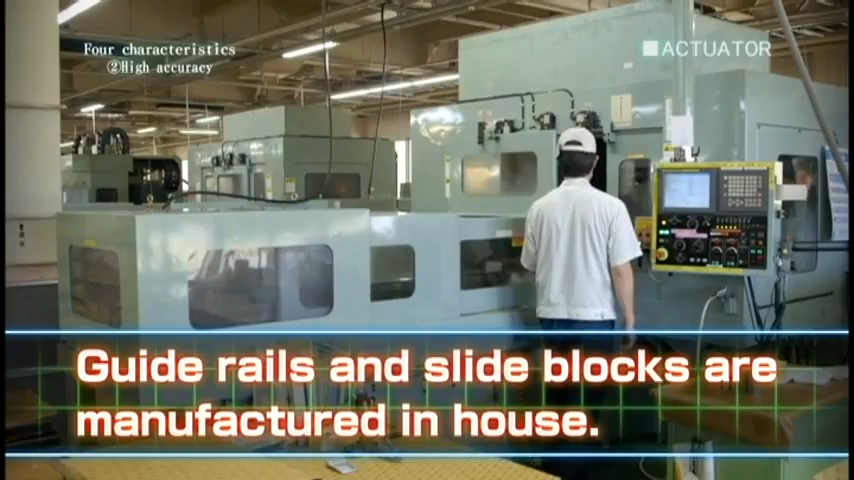 Four characteristics
②High accuracy
■ACTUATOR
Guide rails and slide blocks are
manufactured in house.